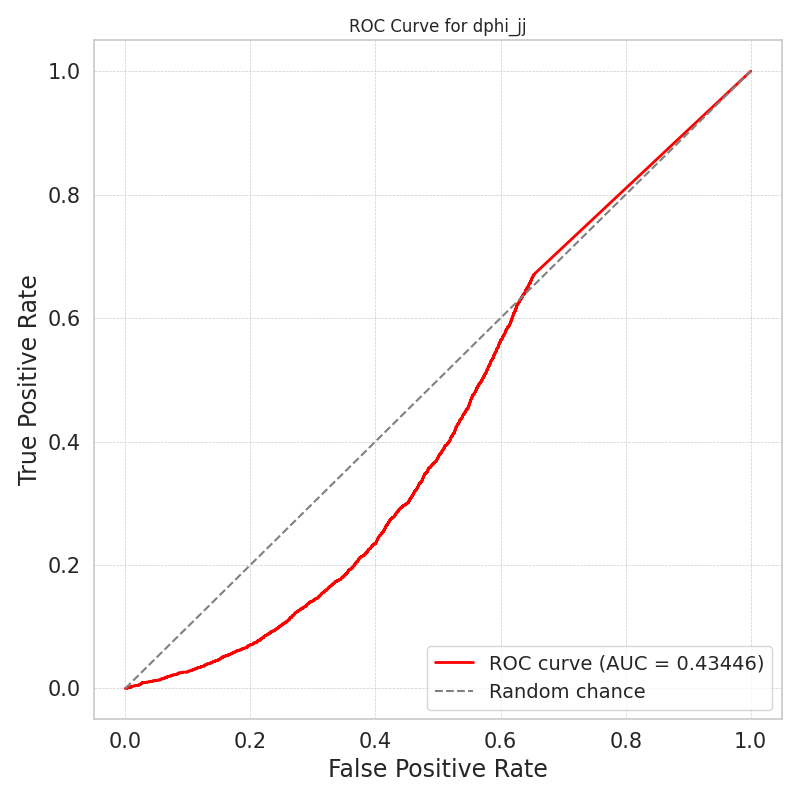 ROC Curve for dphi_jj
1.0
0.8
0.6
0.4
0.2
0.0
True Positive Rate
ROC curve (AUC = 0.43446)
Random chance
0.0 0.2 0.4 0.6 0.8 1.0
False Positive Rate